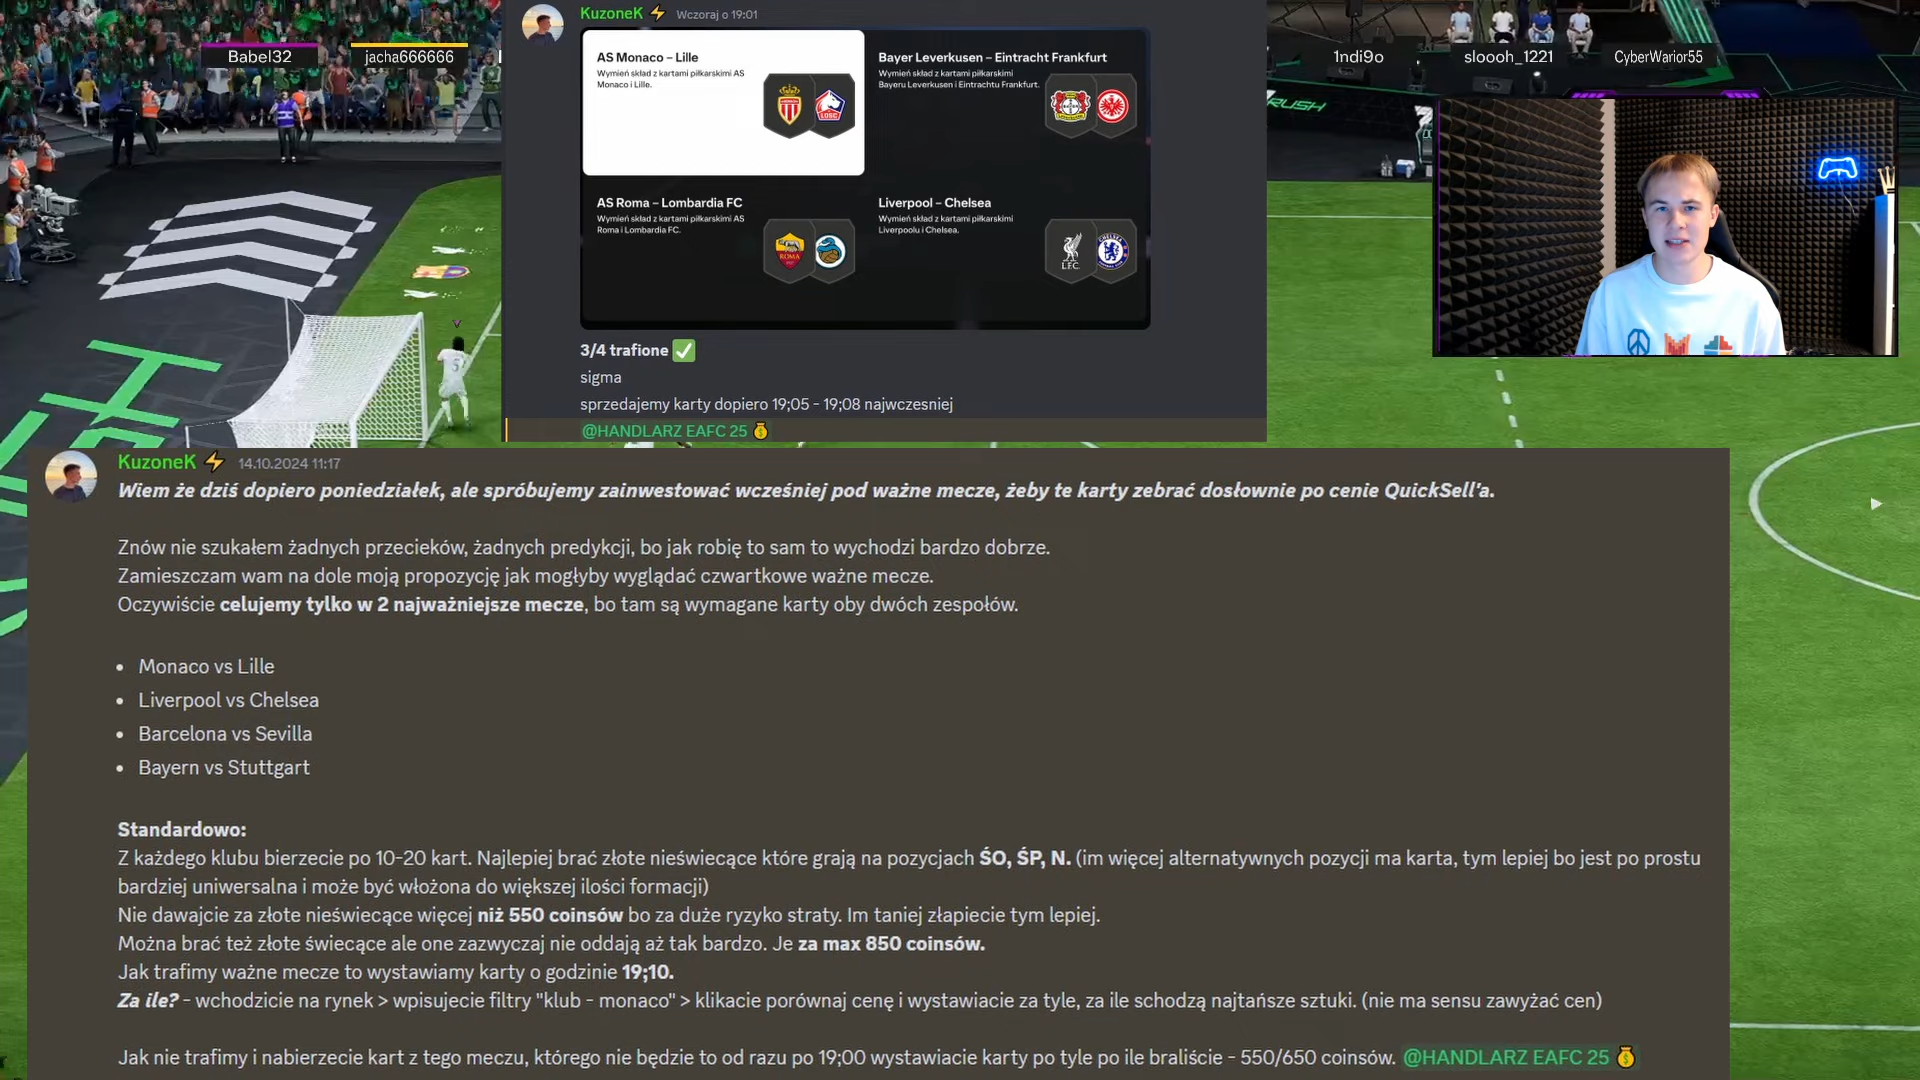 KuzoneK Wczoraj o 19:01
Babel32
jacha666666
1ndi9o
sloooh_1221
CyberWarior55
AS Monaco – Lille
Wymień skład z kartami piłkarskimi AS
Monaco i Lille.
LOSC
Bayer Leverkusen – Eintracht Frankfurt
Wymień skład z kartami piłkarskimi
Bayeru Leverkusen i Eintrachtu Frankfurt.
RUSH
AS Roma – Lombardia FC
Wymień skład z kartami piłkarskimi AS
Roma i Lombardia FC.
ROMA
Liverpool – Chelsea
Wymień skład z kartami piłkarskimi
Liverpoolu i Chelsea.
L.F.C.
3/4 trafione ✅
sigma
sprzedajemy karty dopiero 19;05 - 19;08 najwczesniej
@HANDLARZ EAFC 25 💰
KuzoneK 14.10.2024 11:17
Wiem że dziś dopiero poniedziałek, ale spróbujemy zainwestować wcześniej pod ważne mecze, żeby te karty zebrać dosłownie po cenie QuickSell'a.
Znów nie szukałem żadnych przecieków, żadnych predykcji, bo jak robię to sam to wychodzi bardzo dobrze.
Zamieszczam wam na dole moją propozycję jak mogłyby wyglądać czwartkowe ważne mecze.
Oczywiście celujemy tylko w 2 najważniejsze mecze, bo tam są wymagane karty oby dwóch zespołów.
• Monaco vs Lille
• Liverpool vs Chelsea
• Barcelona vs Sevilla
• Bayern vs Stuttgart
Standardowo:
Z każdego klubu bierzecie po 10-20 kart. Najlepiej brać złote nieświecące które grają na pozycjach ŚO, ŚP, N. (im więcej alternatywnych pozycji ma karta, tym lepiej bo jest po prostu
bardziej uniwersalna i może być włożona do większej ilości formacji)
Nie dawajcie za złote nieświecące więcej niż 550 coinsów bo za duże ryzyko straty. Im taniej złapiecie tym lepiej.
Można brać też złote świecące ale one zazwyczaj nie oddają aż tak bardzo. Je za max 850 coinsów.
Jak trafimy ważne mecze to wystawiamy karty o godzinie 19;10.
Za ile? - wchodzicie na rynek > wpisujecie filtry "klub - monaco" > klikacie porównaj cenę i wystawiacie za tyle, za ile schodzą najtańsze sztuki. (nie ma sensu zawyżać cen)
Jak nie trafimy i nabierzecie kart z tego meczu, którego nie będzie to od razu po 19;00 wystawiacie karty po tyle po ile braliście - 550/650 coinsów. @HANDLARZ EAFC 25 💰